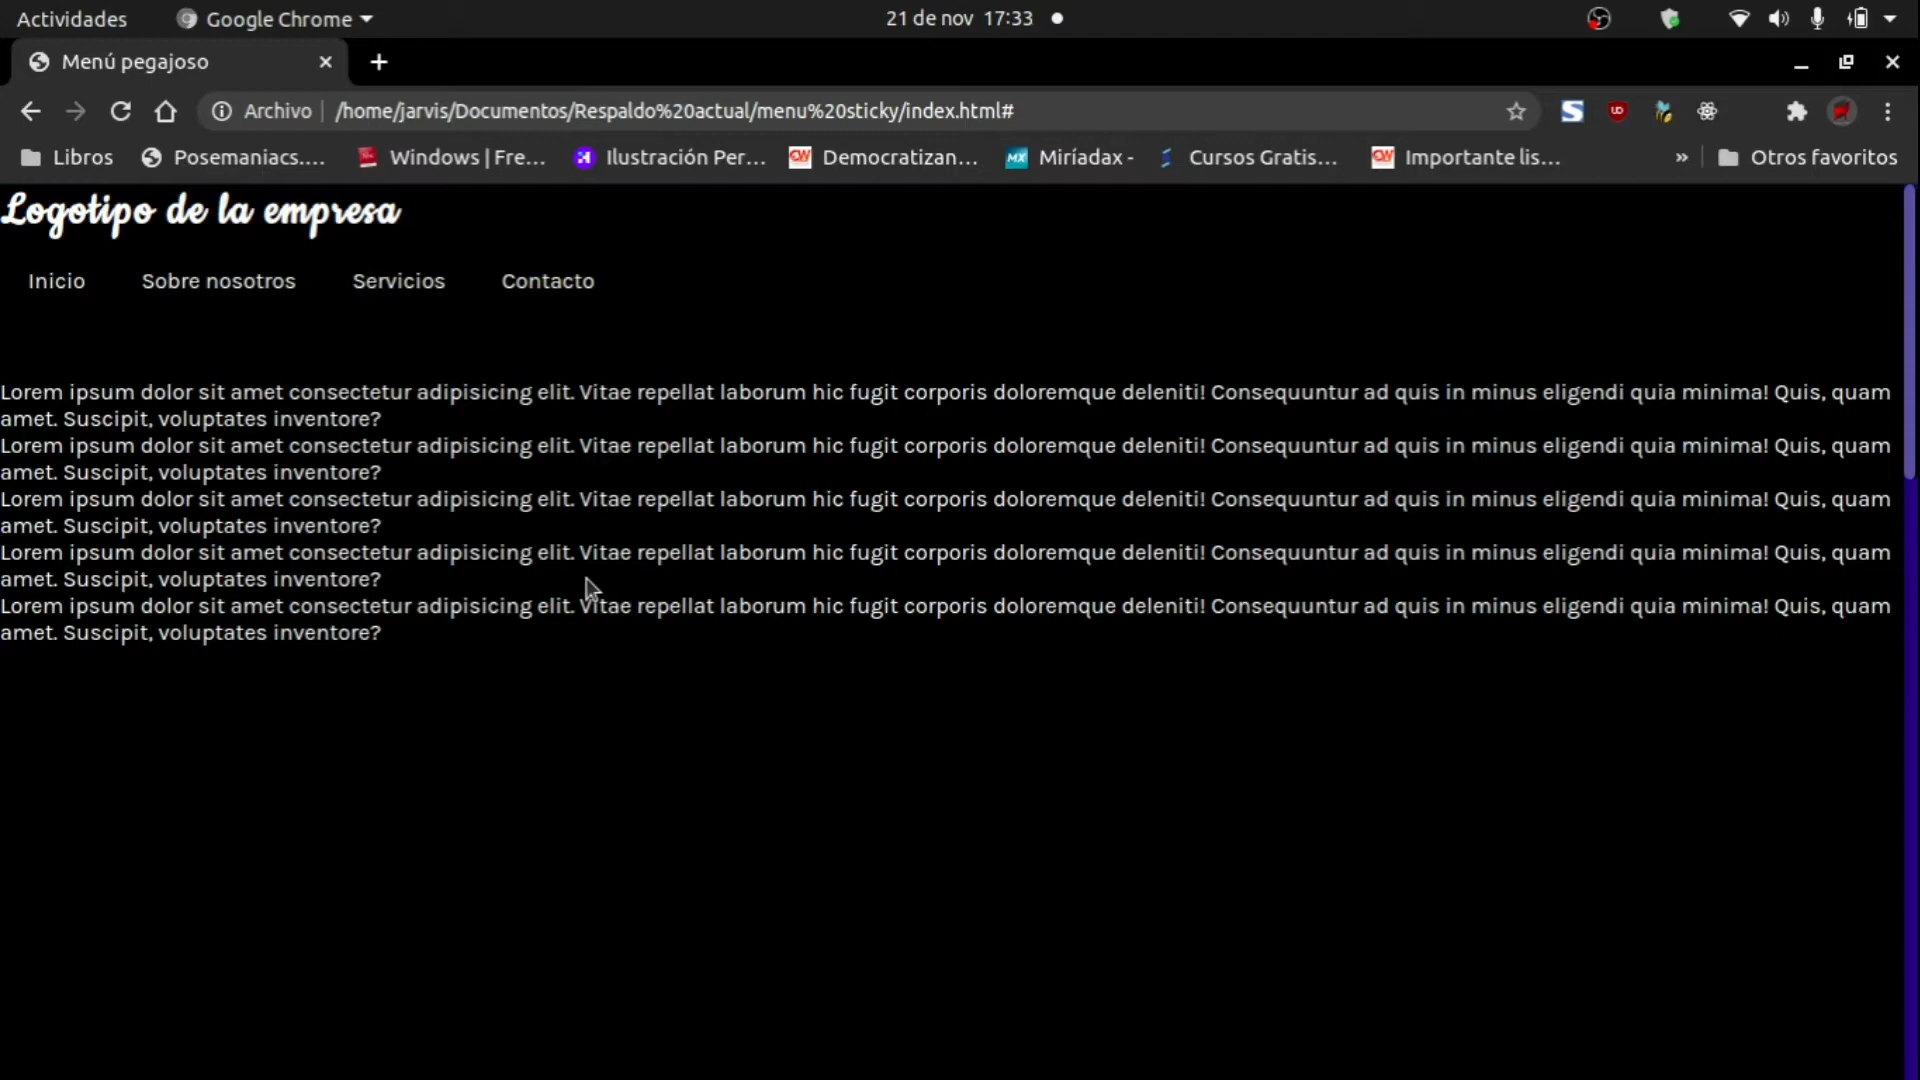 Actividades Google Chrome 21 de nov 17:33
Menú pegajoso
Archivo /home/jarvis/Documentos/Respaldo%20actual/menu%20sticky/index.html#
Libros Posemaniacs.... Windows | Fre... Ilustración Per... Democratizan... Miríadax - Cursos Gratis... Importante lis... » Otros favoritos
Logotipo de la empresa
Inicio Sobre nosotros Servicios Contacto
Lorem ipsum dolor sit amet consectetur adipisicing elit. Vitae repellat laborum hic fugit corporis doloremque deleniti! Consequuntur ad quis in minus eligendi quia minima! Quis, quam
amet. Suscipit, voluptates inventore?
Lorem ipsum dolor sit amet consectetur adipisicing elit. Vitae repellat laborum hic fugit corporis doloremque deleniti! Consequuntur ad quis in minus eligendi quia minima! Quis, quam
amet. Suscipit, voluptates inventore?
Lorem ipsum dolor sit amet consectetur adipisicing elit. Vitae repellat laborum hic fugit corporis doloremque deleniti! Consequuntur ad quis in minus eligendi quia minima! Quis, quam
amet. Suscipit, voluptates inventore?
Lorem ipsum dolor sit amet consectetur adipisicing elit. Vitae repellat laborum hic fugit corporis doloremque deleniti! Consequuntur ad quis in minus eligendi quia minima! Quis, quam
amet. Suscipit, voluptates inventore?
Lorem ipsum dolor sit amet consectetur adipisicing elit. Vitae repellat laborum hic fugit corporis doloremque deleniti! Consequuntur ad quis in minus eligendi quia minima! Quis, quam
amet. Suscipit, voluptates inventore?